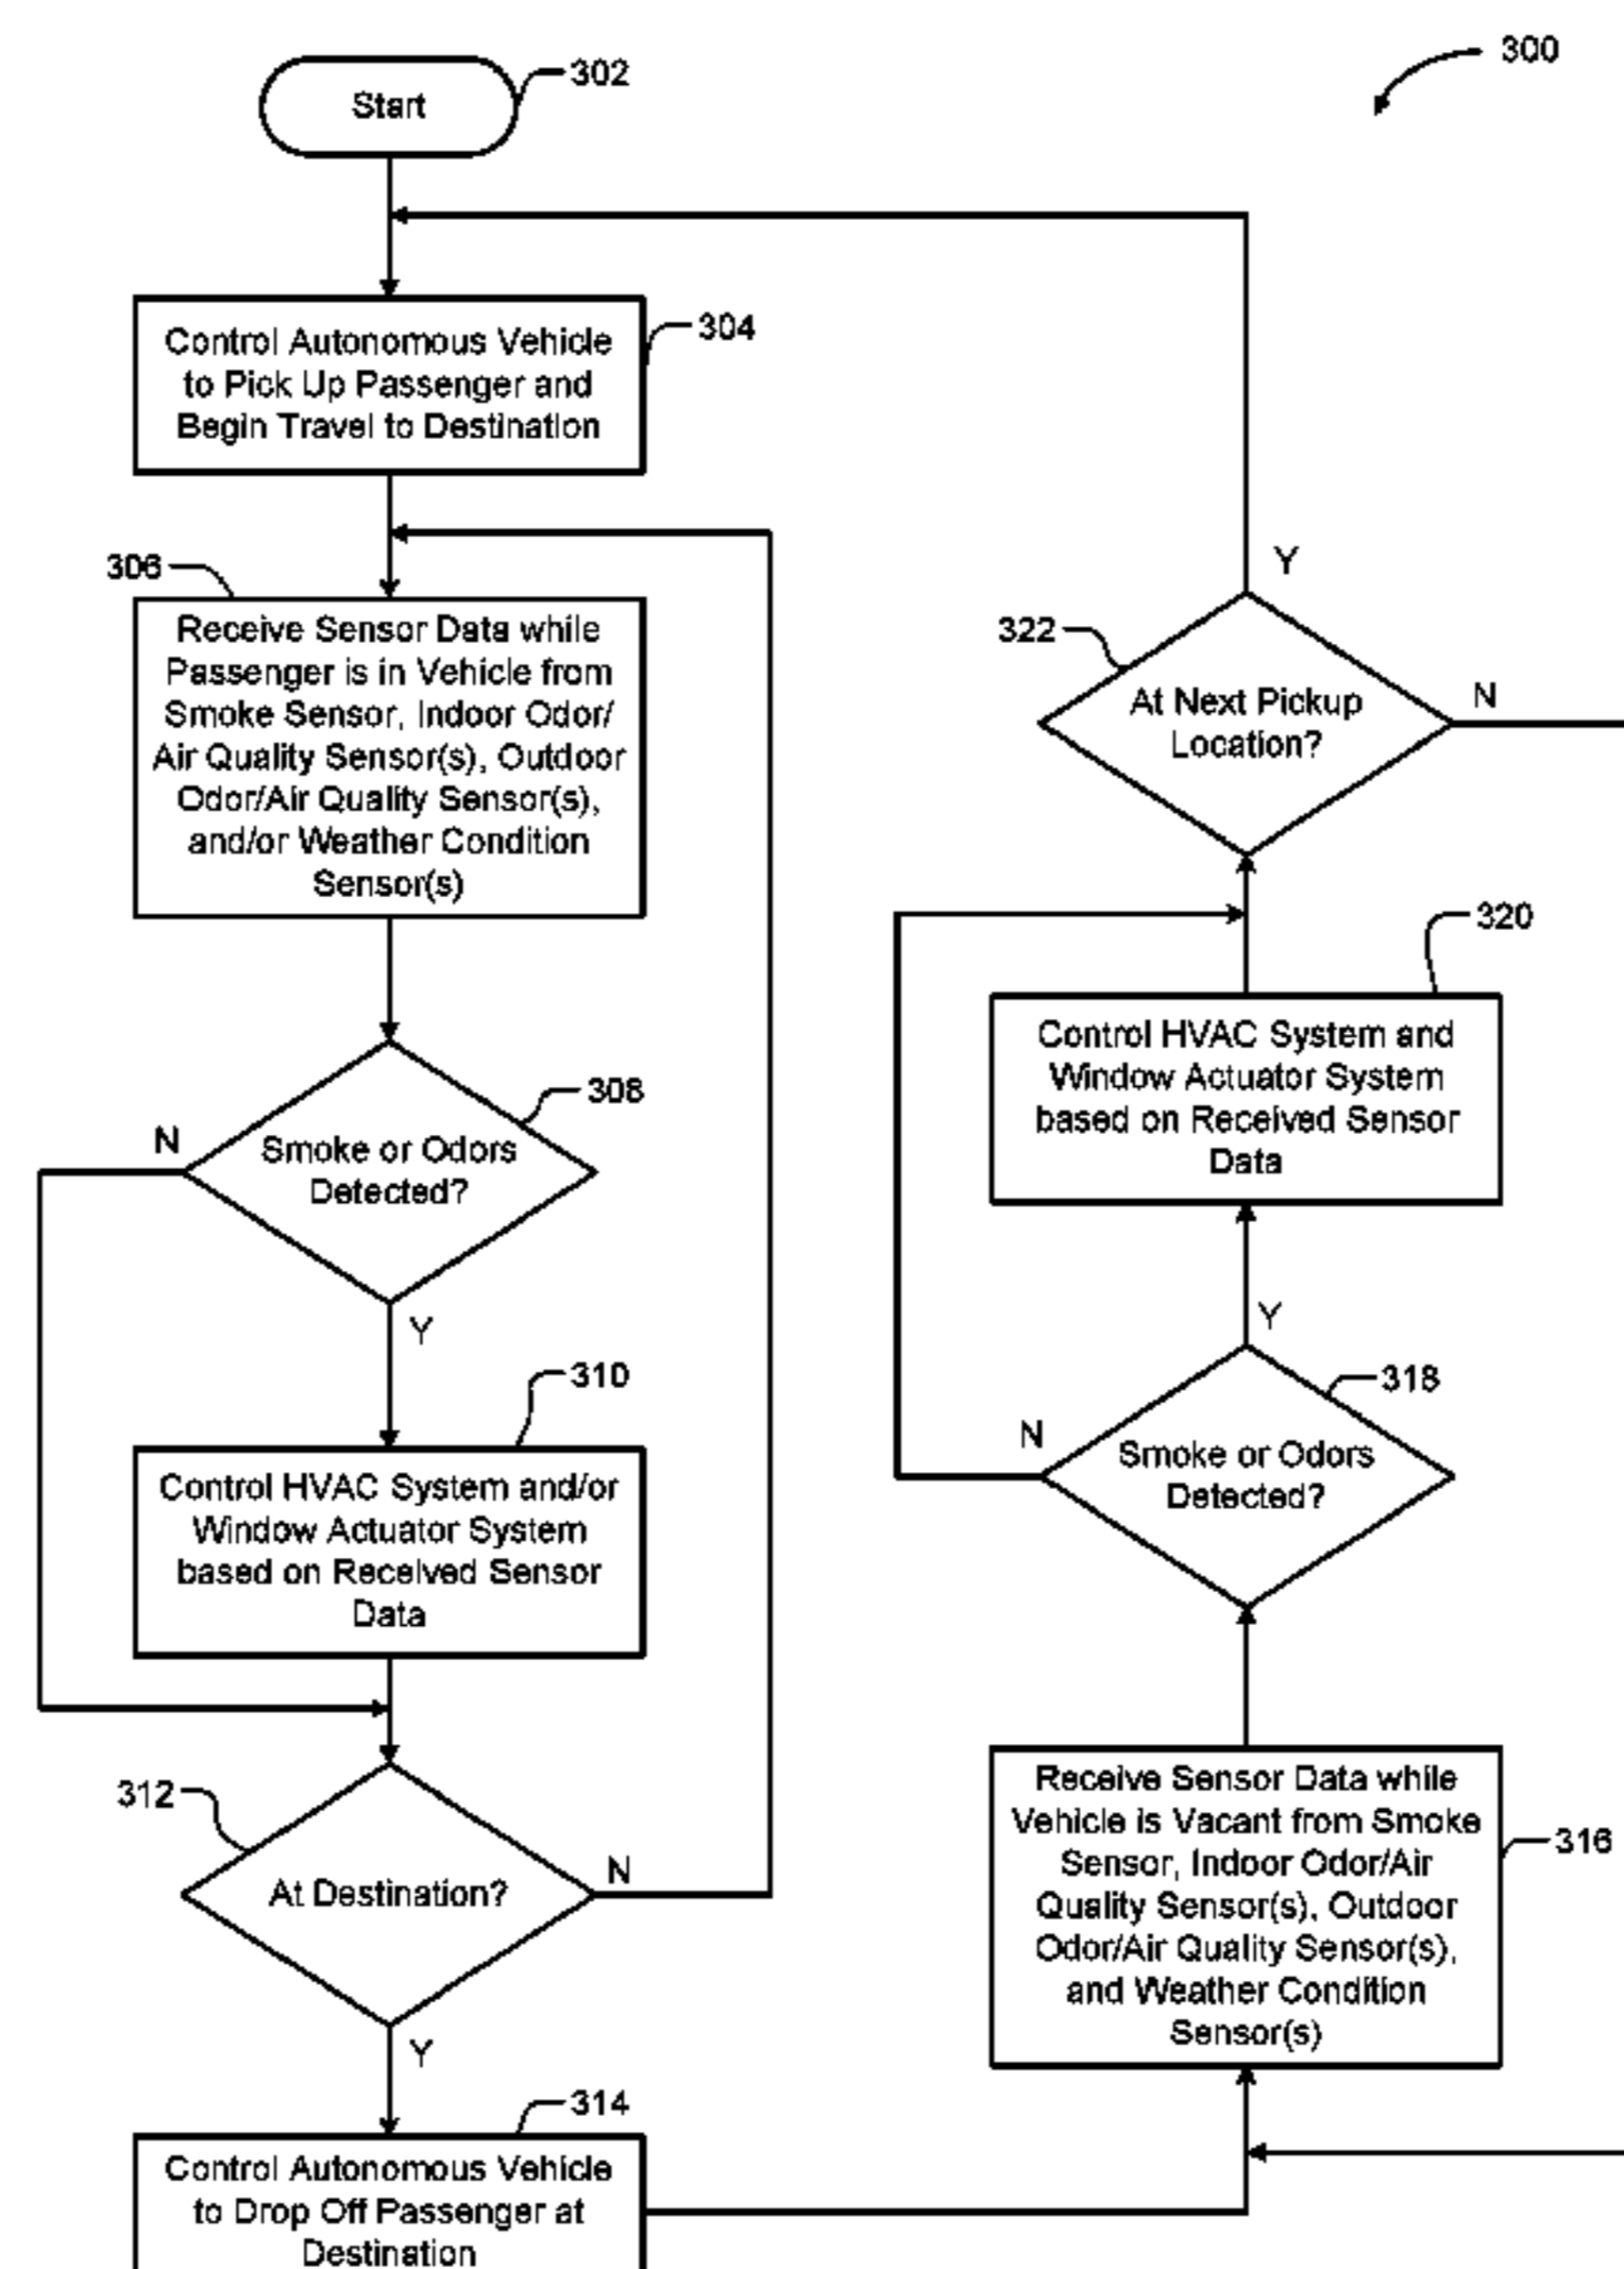 300
302
Start
304
Control Autonomous Vehicle
to Pick Up Passenger and
Begin Travel to Destination
306
Receive Sensor Data while
Passenger is in Vehicle from
Smoke Sensor, Indoor Odor/
Air Quality Sensor(s), Outdoor
Odor/Air Quality Sensor(s),
and/or Weather Condition
Sensor(s)
308
N
Smoke or Odors
Detected?
Y
310
Control HVAC System and/or
Window Actuator System
based on Received Sensor
Data
312
At Destination?
N
Y
314
Control Autonomous Vehicle
to Drop Off Passenger at
Destination
316
Receive Sensor Data while
Vehicle is Vacant from Smoke
Sensor, Indoor Odor/Air
Quality Sensor(s), Outdoor
Odor/Air Quality Sensor(s),
and Weather Condition
Sensor(s)
318
N
Smoke or Odors
Detected?
Y
320
Control HVAC System and
Window Actuator System
based on Received Sensor
Data
322
At Next Pickup
Location?
N
Y